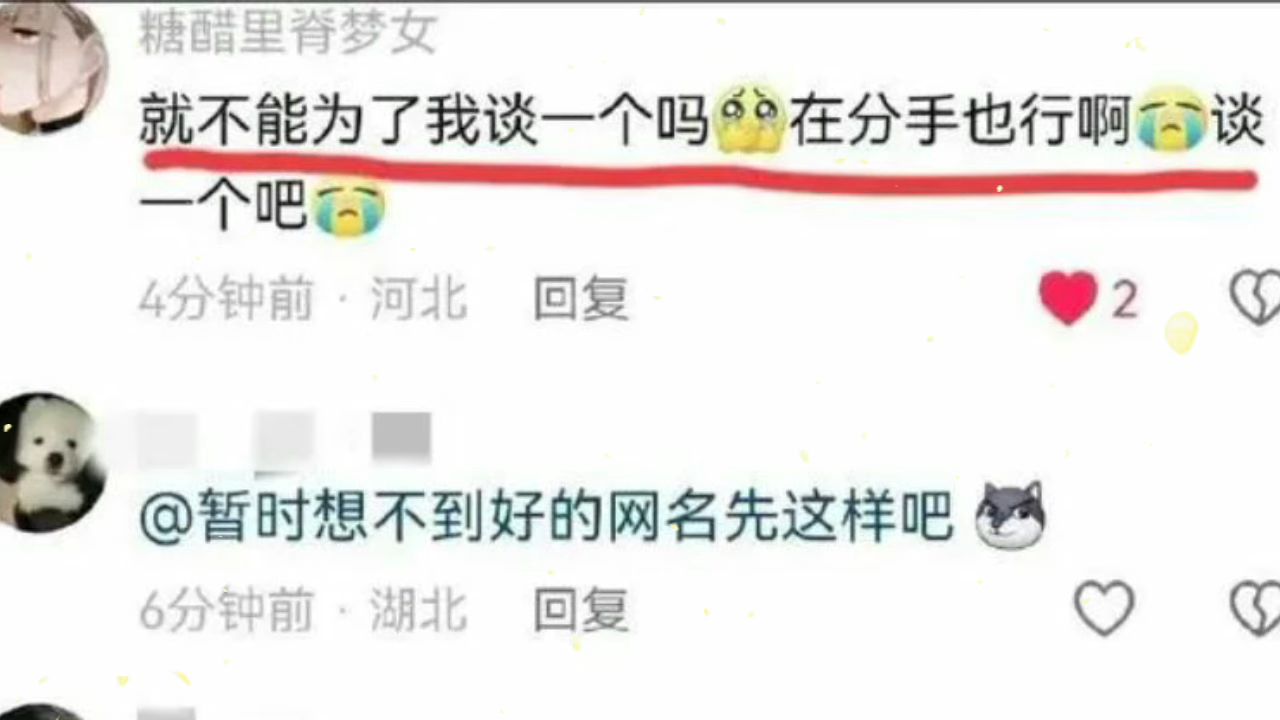 糖醋里脊梦女
就不能为了我谈一个吗🥺在分手也行啊😭谈
一个吧😭
4分钟前 · 河北 回复 2
@暂时想不到好的网名先这样吧
6分钟前 · 湖北 回复